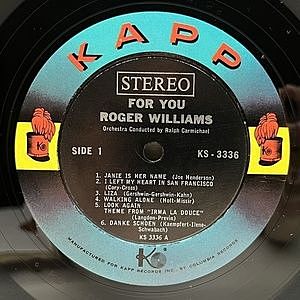 KAPP
STEREO
FOR YOU
ROGER WILLIAMS
Orchestra Conducted by Ralph Carmichael
SIDE 1
KS - 3336
1. JANIE IS HER NAME (Joe Henderson)
2. I LEFT MY HEART IN SAN FRANCISCO
(Cory-Cross)
3. LIZA (Gershwin-Gershwin-Kahn)
4. WALKING ALONE (Holt-Missir)
5. LOOK AGAIN
THEME FROM "IRMA LA DOUCE"
(Langdon-Previn)
6. DANKE SCHOEN (Kaempfert-Ilene-
Schwabach)
KS 3336 A
MANUFACTURED FOR KAPP RECORDS INC. BY COLUMBIA RECORDS